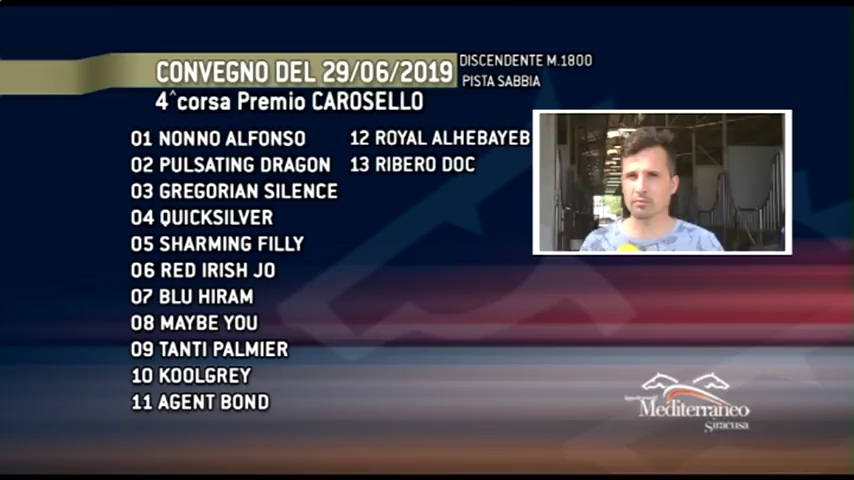 CONVEGNO DEL 29/06/2019
DISCENDENTE M.1800
PISTA SABBIA
4^corsa Premio CAROSELLO
01 NONNO ALFONSO
02 PULSATING DRAGON
03 GREGORIAN SILENCE
04 QUICKSILVER
05 SHARMING FILLY
06 RED IRISH JO
07 BLU HIRAM
08 MAYBE YOU
09 TANTI PALMIER
10 KOOLGREY
11 AGENT BOND
12 ROYAL ALHEBAYEB
13 RIBERO DOC
Mediterraneo
Siracusa